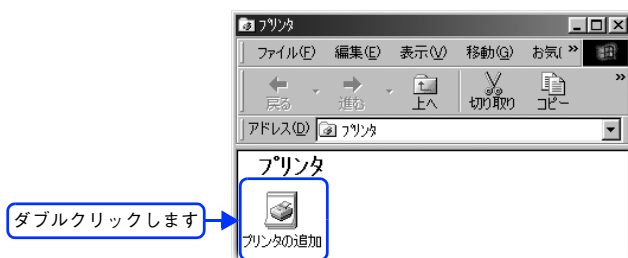 プリンタ
ファイル(F) 編集(E) 表示(V) 移動(G) お気(
戻る 進む 上へ 切り取り コピー
アドレス(D) プリンタ
プリンタ
ダブルクリックします
プリンタの追加